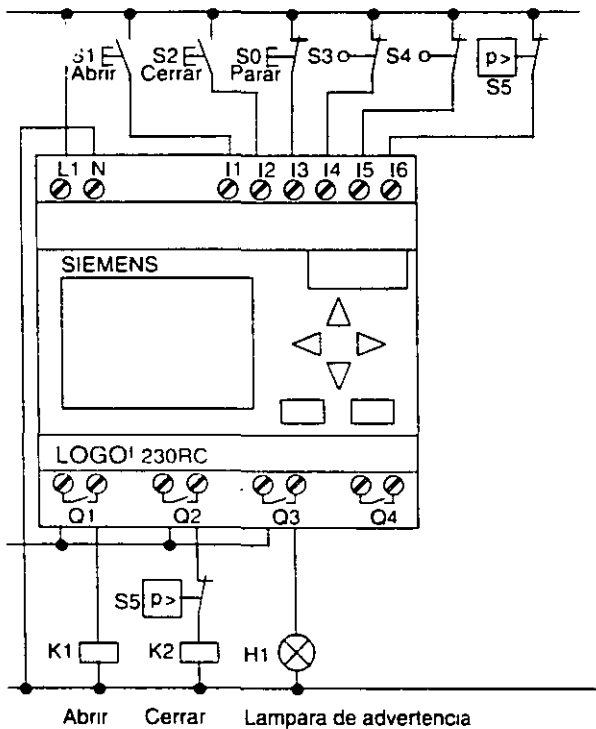 S1 S2 S0 S3 S4 p>
Abrir Cerrar Parar S5
L1 N I1 I2 I3 I4 I5 I6
SIEMENS
LOGO! 230RC
Q1 Q2 Q3 Q4
S5 p>
K1 K2 H1
Abrir Cerrar Lampara de advertencia